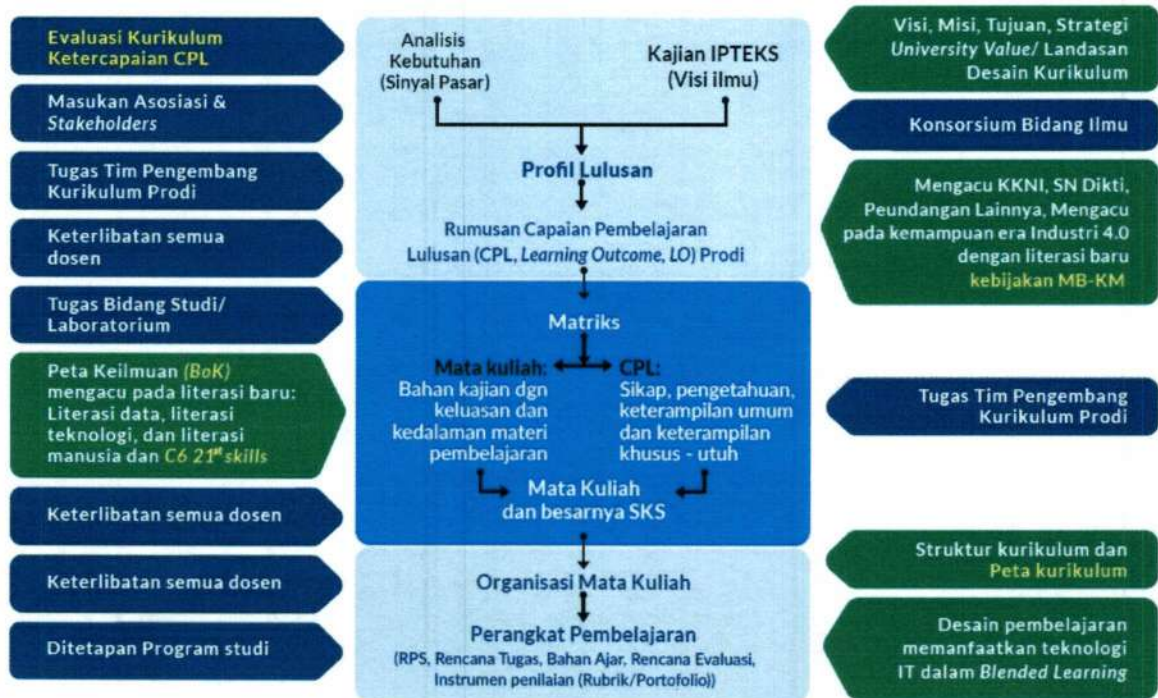 Evaluasi Kurikulum
Ketercapaian CPL
Masukan Asosiasi &
Stakeholders
Tugas Tim Pengembang
Kurikulum Prodi
Keterlibatan semua
dosen
Tugas Bidang Studi/
Laboratorium
Peta Keilmuan (BoK)
mengacu pada literasi baru:
Literasi data, literasi
teknologi, dan literasi
manusia dan C6 21st skills
Keterlibatan semua dosen
Keterlibatan semua dosen
Ditetapan Program studi
Analisis
Kebutuhan
(Sinyal Pasar)
Kajian IPTEKS
(Visi ilmu)
Profil Lulusan
Rumusan Capaian Pembelajaran
Lulusan (CPL, Learning Outcome, LO) Prodi
Matriks
Mata kuliah:
Bahan kajian dgn
keluasan dan
kedalaman materi
pembelajaran
CPL:
Sikap, pengetahuan,
keterampilan umum
dan keterampilan
khusus - utuh
Mata Kuliah
dan besarnya SKS
Organisasi Mata Kuliah
Perangkat Pembelajaran
(RPS, Rencana Tugas, Bahan Ajar, Rencana Evaluasi,
Instrumen penilaian (Rubrik/Portofolio))
Visi, Misi, Tujuan, Strategi
University Value/ Landasan
Desain Kurikulum
Konsorsium Bidang Ilmu
Mengacu KKNI, SN Dikti,
Peundangan Lainnya, Mengacu
pada kemampuan era Industri 4.0
dengan literasi baru
kebijakan MB-KM
Tugas Tim Pengembang
Kurikulum Prodi
Struktur kurikulum dan
Peta kurikulum
Desain pembelajaran
memanfaatkan teknologi
IT dalam Blended Learning